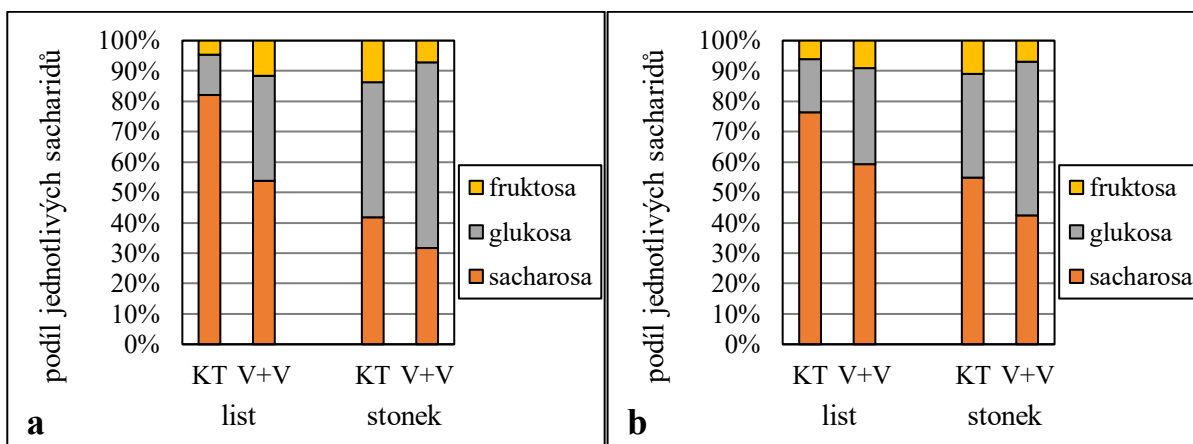 podíl jednotlivých sacharidů
100%
90%
80%
70%
60%
50%
40%
30%
20%
10%
0%
KT V+V KT V+V
list stonek
fruktosa
glukosa
sacharosa
a
podíl jednotlivých sacharidů
100%
90%
80%
70%
60%
50%
40%
30%
20%
10%
0%
KT V+V KT V+V
list stonek
fruktosa
glukosa
sacharosa
b